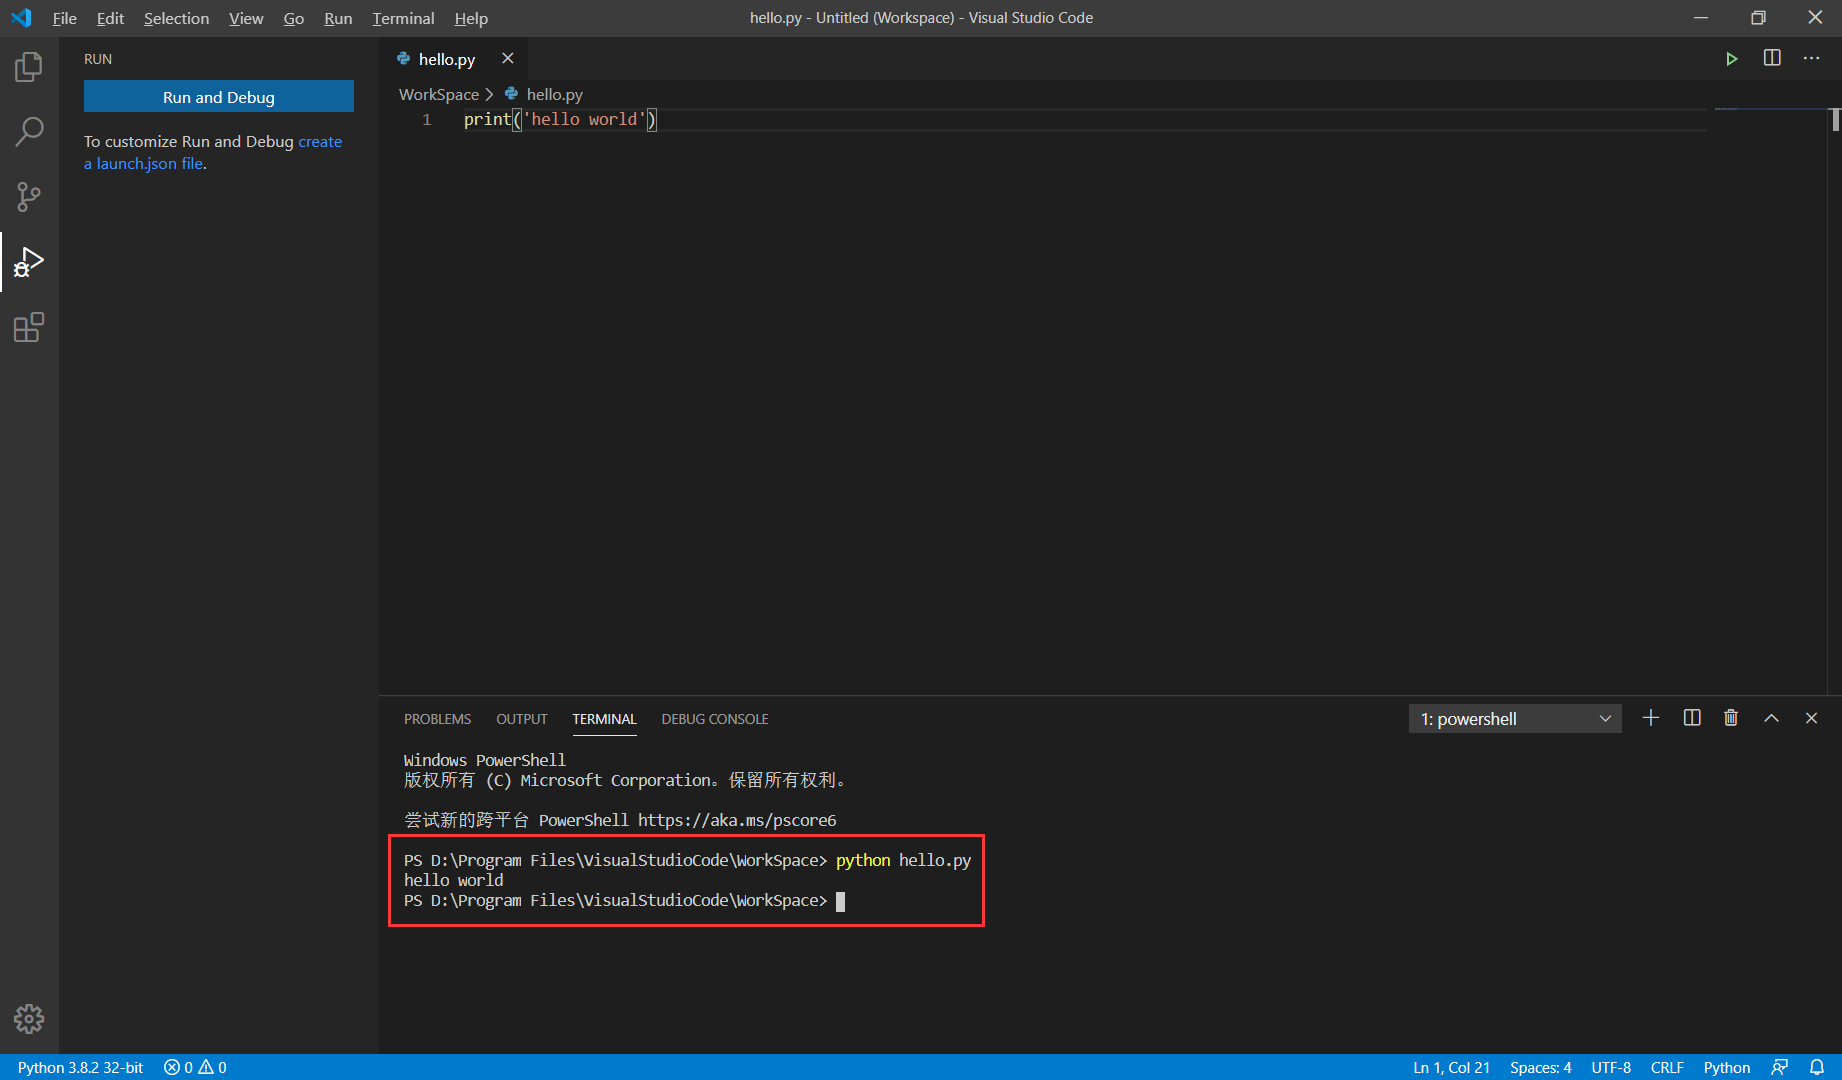 File Edit Selection View Go Run Terminal Help
hello.py - Untitled (Workspace) - Visual Studio Code
RUN
Run and Debug
To customize Run and Debug create
a launch.json file.
hello.py
WorkSpace > hello.py
1 print('hello world')
PROBLEMS OUTPUT TERMINAL DEBUG CONSOLE
1: powershell
Windows PowerShell
版权所有 (C) Microsoft Corporation。保留所有权利。
尝试新的跨平台 PowerShell https://aka.ms/pscore6
PS D:\Program Files\VisualStudioCode\WorkSpace> python hello.py
hello world
PS D:\Program Files\VisualStudioCode\WorkSpace>
Python 3.8.2 32-bit 0 0
Ln 1, Col 21 Spaces: 4 UTF-8 CRLF Python